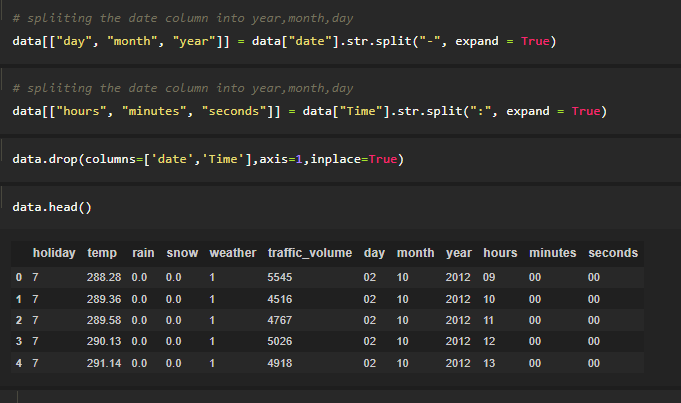 # spliiting the date column into year,month,day
data[["day", "month", "year"]] = data["date"].str.split("-", expand = True)
# spliiting the date column into year,month,day
data[["hours", "minutes", "seconds"]] = data["Time"].str.split(":", expand = True)
data.drop(columns=['date','Time'],axis=1,inplace=True)
data.head()
holiday temp rain snow weather traffic_volume day month year hours minutes seconds
0 7 288.28 0.0 0.0 1 5545 02 10 2012 09 00 00
1 7 289.36 0.0 0.0 1 4516 02 10 2012 10 00 00
2 7 289.58 0.0 0.0 1 4767 02 10 2012 11 00 00
3 7 290.13 0.0 0.0 1 5026 02 10 2012 12 00 00
4 7 291.14 0.0 0.0 1 4918 02 10 2012 13 00 00